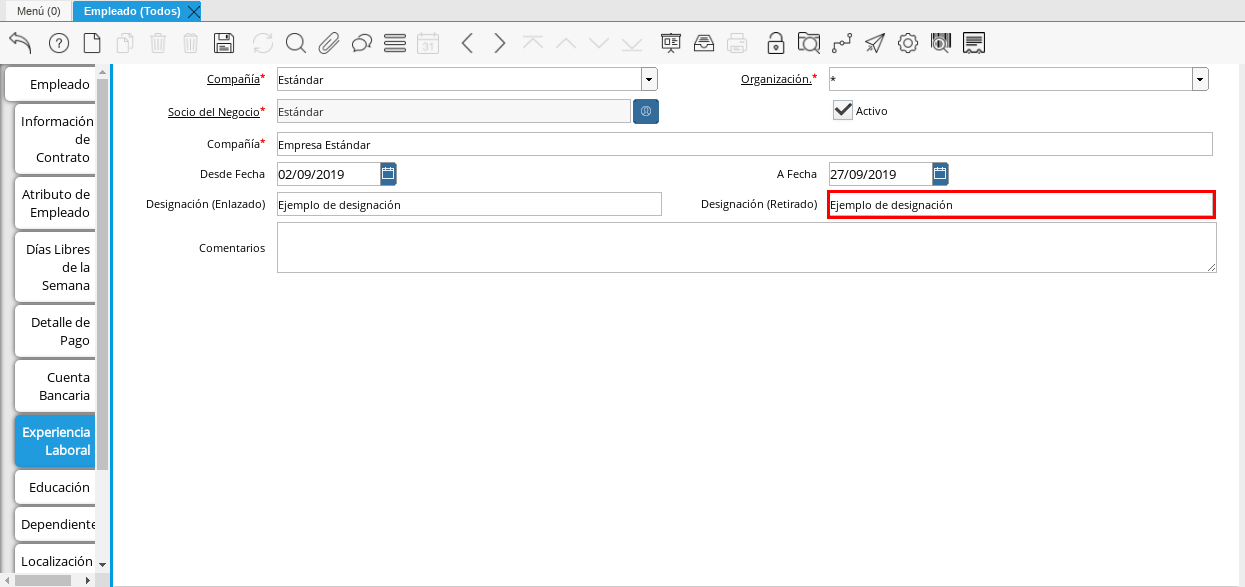 Menú (0)
Empleado (Todos)
31
Empleado
Información
de
Contrato
Atributo de
Empleado
Días Libres
de la
Semana
Detalle de
Pago
Cuenta
Bancaria
Experiencia
Laboral
Educación
Dependiente
Localización
Compañía* Estándar Organización.* *
Socio del Negocio* Estándar Activo
Compañía* Empresa Estándar
Desde Fecha 02/09/2019 A Fecha 27/09/2019
Designación (Enlazado) Ejemplo de designación Designación (Retirado) Ejemplo de designación
Comentarios